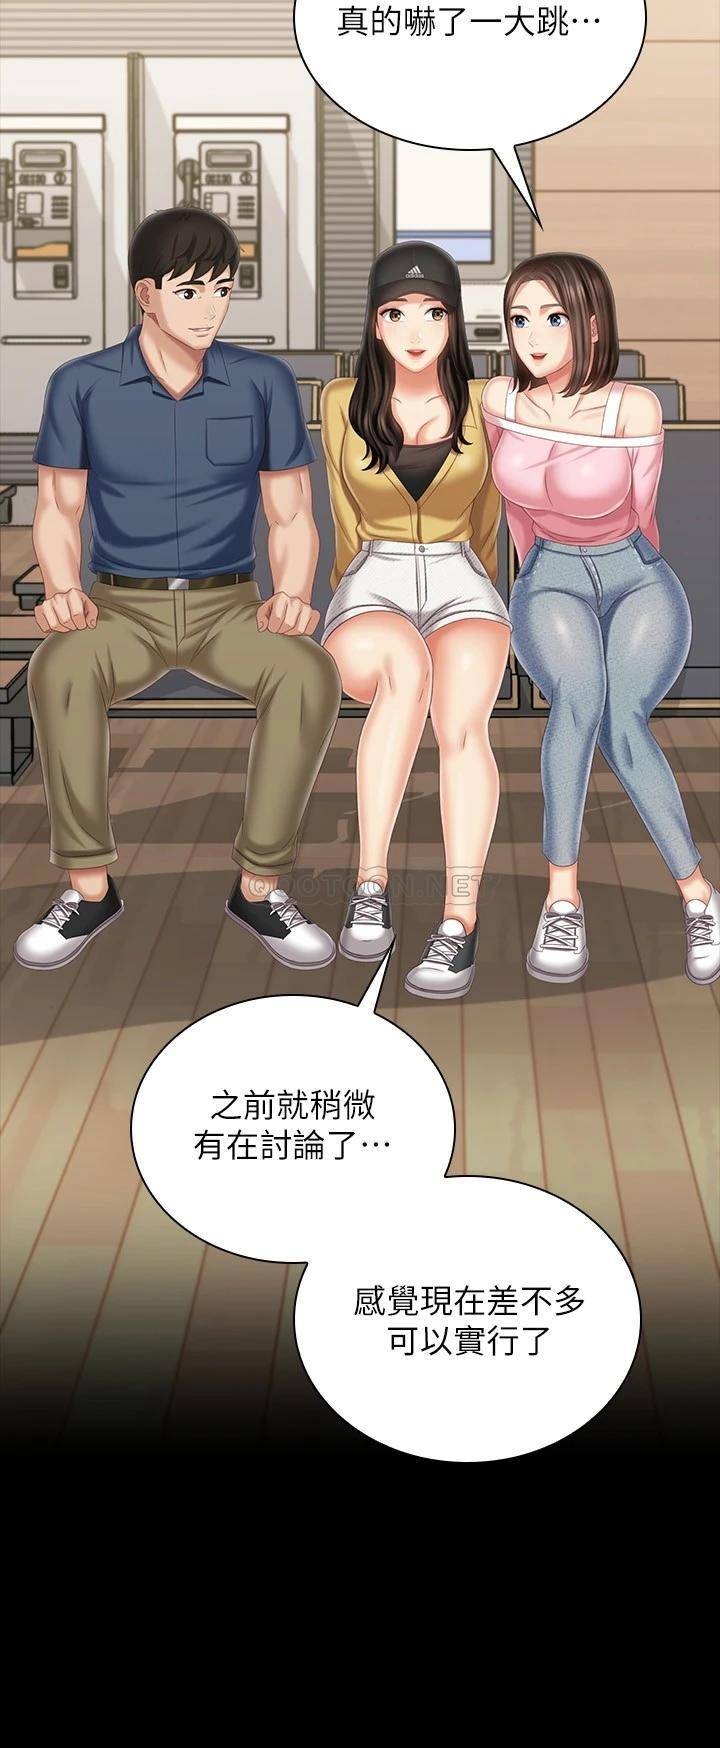 真的嚇了一大跳…
adidas
QOOTOON.NET
之前就稍微
有在討論了…
感覺現在差不多
可以實行了